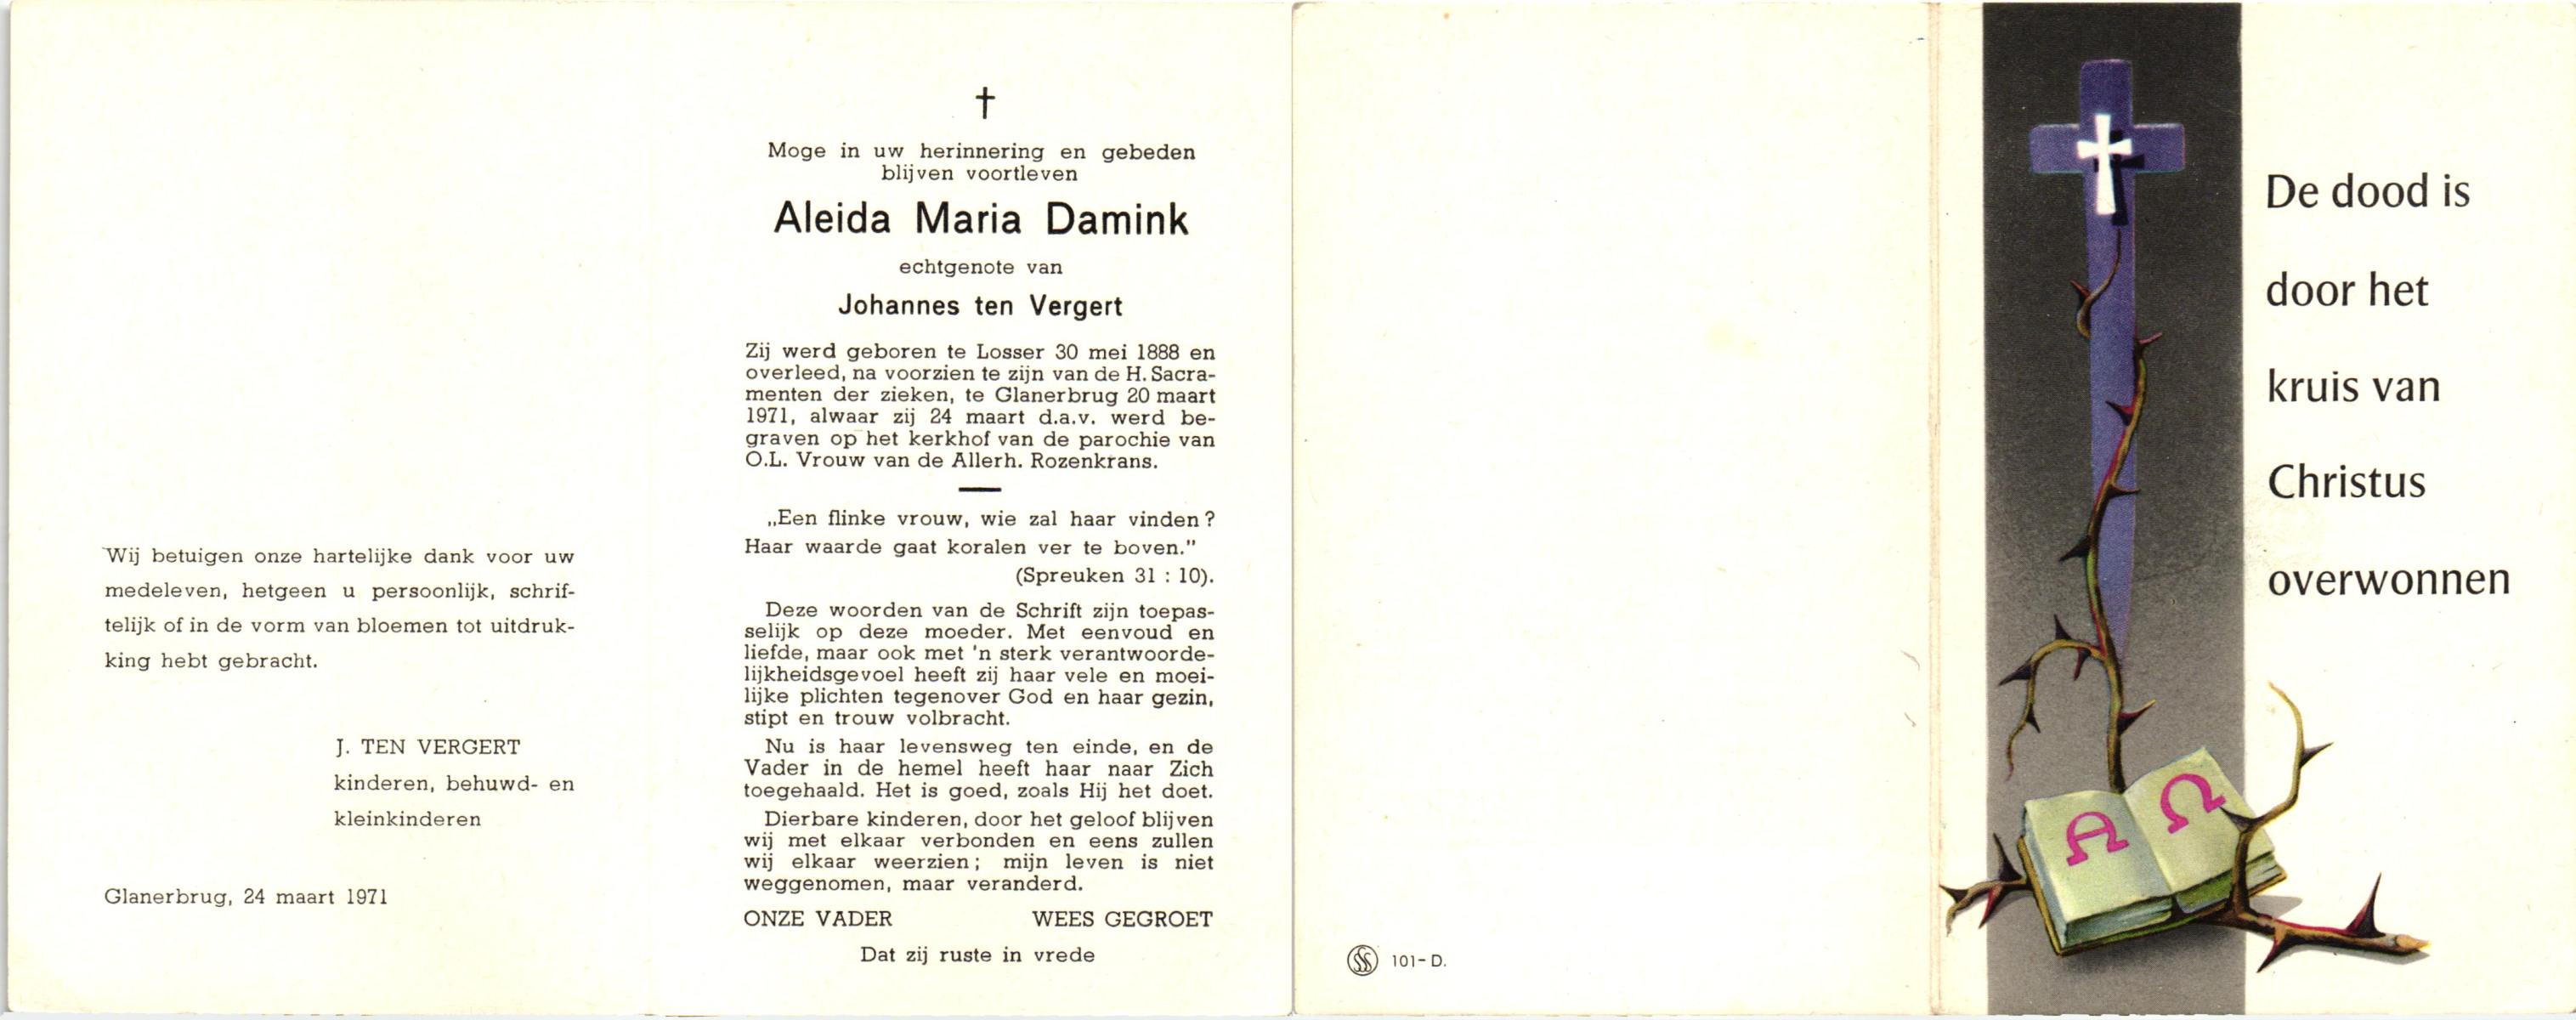 Wij betuigen onze hartelijke dank voor uw
medeleven, hetgeen u persoonlijk, schrif-
telijk of in de vorm van bloemen tot uitdruk-
king hebt gebracht.
J. TEN VERGERT
kinderen, behuwd- en
kleinkinderen
Glanerbrug, 24 maart 1971
Moge in uw herinnering en gebeden
blijven voortleven
Aleida Maria Damink
echtgenote van
Johannes ten Vergert
Zij werd geboren te Losser 30 mei 1888 en
overleed, na voorzien te zijn van de H. Sacra-
menten der zieken, te Glanerbrug 20 maart
1971, alwaar zij 24 maart d.a.v. werd be-
graven op het kerkhof van de parochie van
O.L. Vrouw van de Allerh. Rozenkrans.
„Een flinke vrouw, wie zal haar vinden?
Haar waarde gaat koralen ver te boven."
(Spreuken 31 : 10).
Deze woorden van de Schrift zijn toepas-
selijk op deze moeder. Met eenvoud en
liefde, maar ook met 'n sterk verantwoorde-
lijkheidsgevoel heeft zij haar vele en moei-
lijke plichten tegenover God en haar gezin,
stipt en trouw volbracht.
Nu is haar levensweg ten einde, en de
Vader in de hemel heeft haar naar Zich
toegehaald. Het is goed, zoals Hij het doet.
Dierbare kinderen, door het geloof blijven
wij met elkaar verbonden en eens zullen
wij elkaar weerzien; mijn leven is niet
weggenomen, maar veranderd.
ONZE VADER WEES GEGROET
Dat zij ruste in vrede
101-D.
De dood is
door het
kruis van
Christus
overwonnen
Α Ω